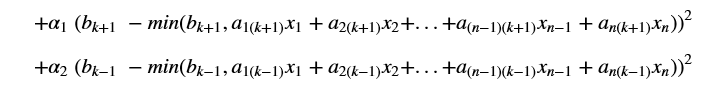 +α₁ (bₖ₊₁ − min(bₖ₊₁, a₁₍ₖ₊₁₎x₁ + a₂₍ₖ₊₁₎x₂+...+a₍ₙ₋₁₎₍ₖ₊₁₎xₙ₋₁ + aₙ₍ₖ₊₁₎xₙ))²
+α₂ (bₖ₋₁ − min(bₖ₋₁, a₁₍ₖ₋₁₎x₁ + a₂₍ₖ₋₁₎x₂+...+a₍ₙ₋₁₎₍ₖ₋₁₎xₙ₋₁ + aₙ₍ₖ₋₁₎xₙ))²